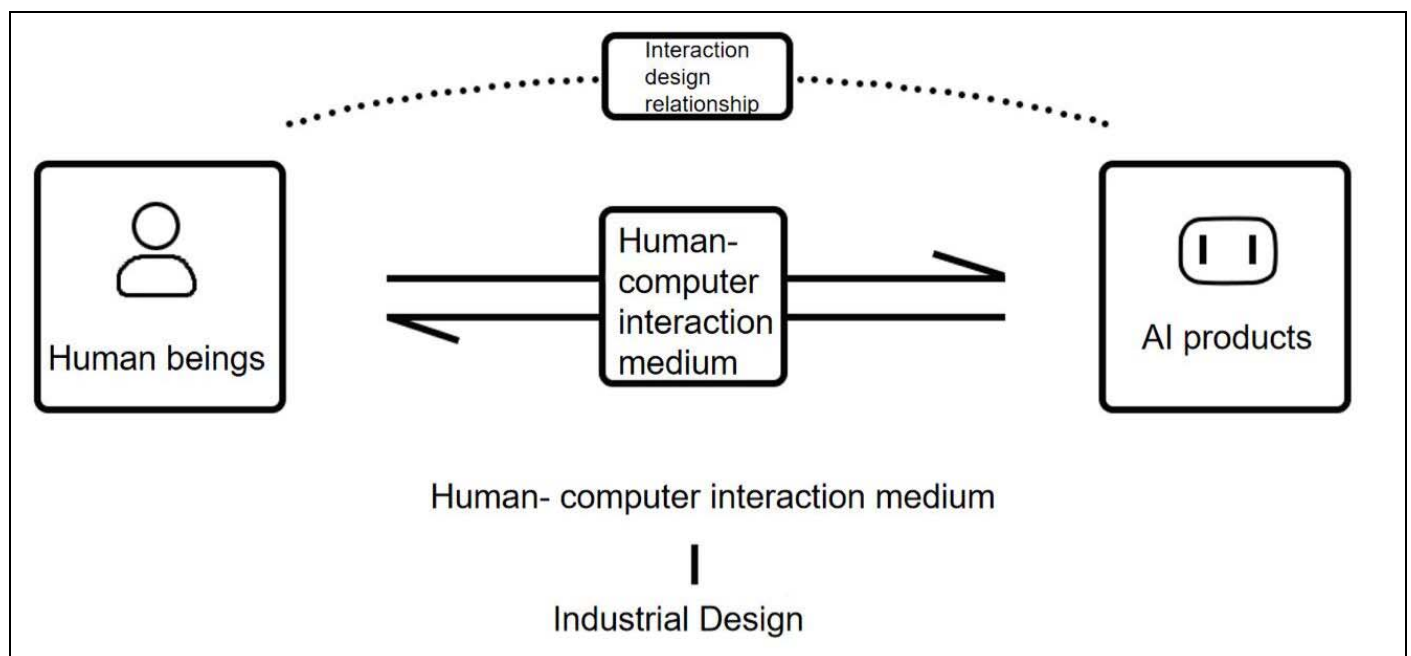 Interaction
design
relationship
Human-
computer
interaction
medium
Human beings
AI products
Human- computer interaction medium
Industrial Design